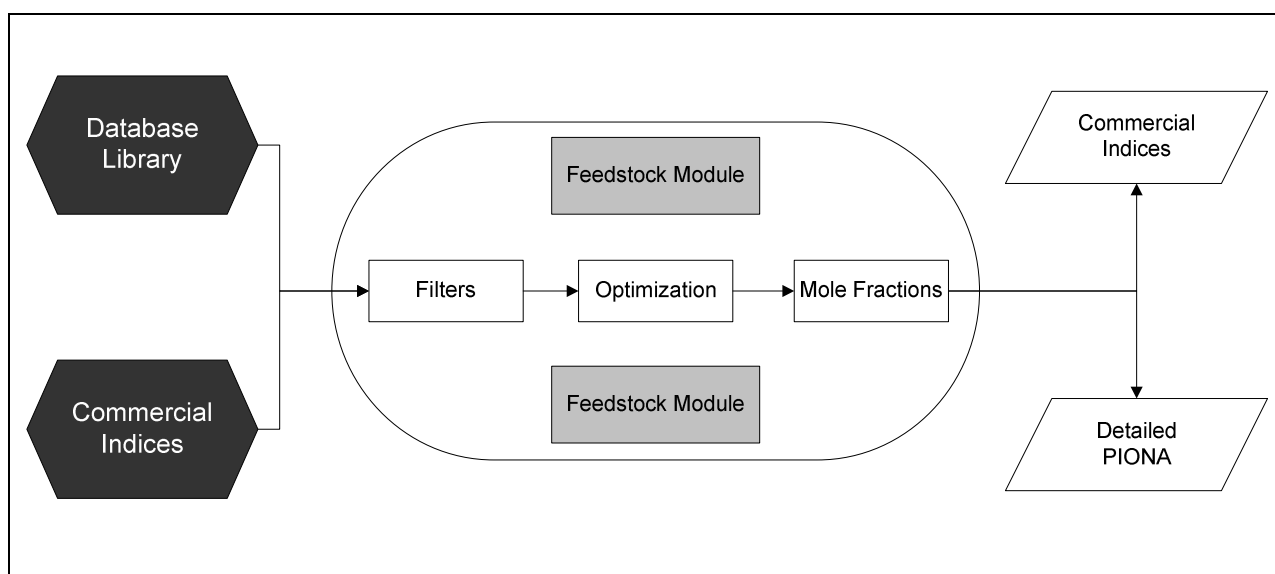 Database
Library
Commercial
Indices
Feedstock Module
Filters
Optimization
Mole Fractions
Feedstock Module
Commercial
Indices
Detailed
PIONA